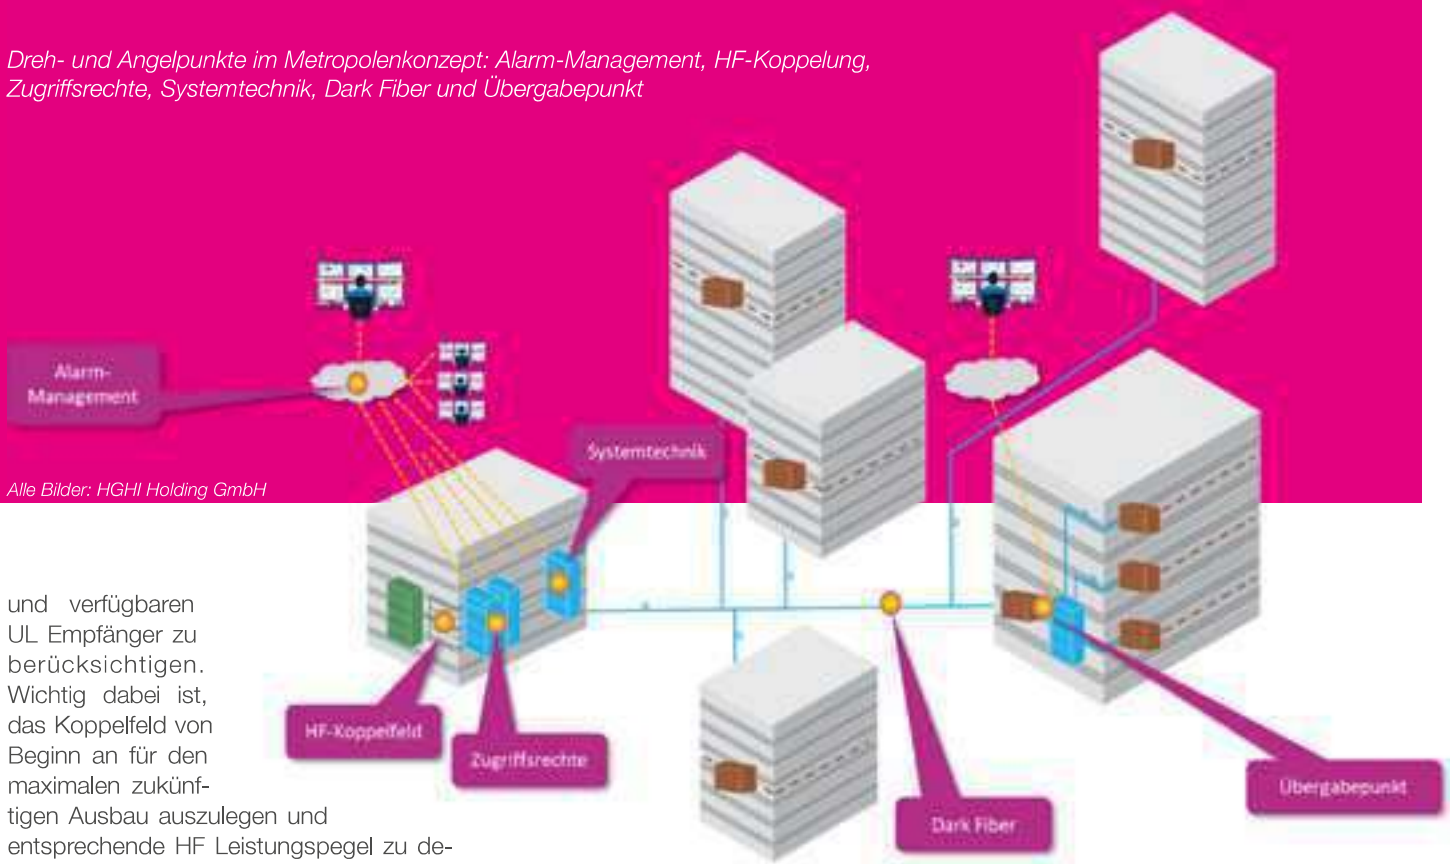 Dreh- und Angelpunkte im Metropolenkonzept: Alarm-Management, HF-Koppelung,
Zugriffsrechte, Systemtechnik, Dark Fiber und Übergabepunkt
Alarm-
Management
Systemtechnik
Alle Bilder: HGHI Holding GmbH
HF-Koppelfeld
Zugriffsrechte
Dark Fiber
Übergabepunkt
und verfügbaren
UL Empfänger zu
berücksichtigen.
Wichtig dabei ist,
das Koppelfeld von
Beginn an für den
maximalen zukünf-
tigen Ausbau auszulegen und
entsprechende HF Leistungspegel zu de-